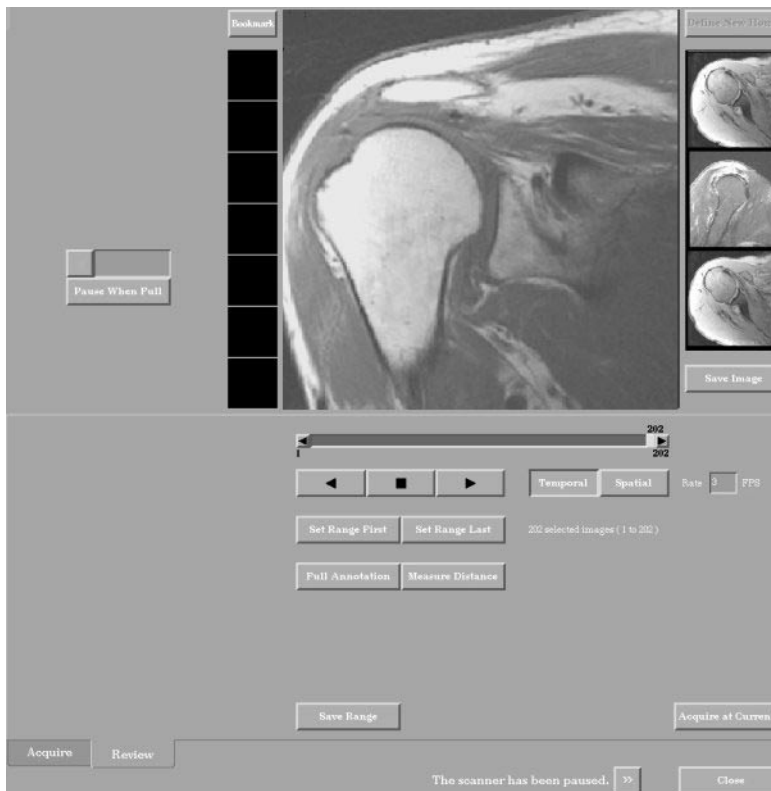 Bookmark
Define New Hom
Pause When Full
Save Image
202
1
202
Temporal
Spatial
Rate 3 FPS
Set Range First
Set Range Last
202 selected images ( 1 to 202 )
Full Annotation
Measure Distance
Save Range
Acquire at Curren
Acquire
Review
The scanner has been paused.
>>
Close